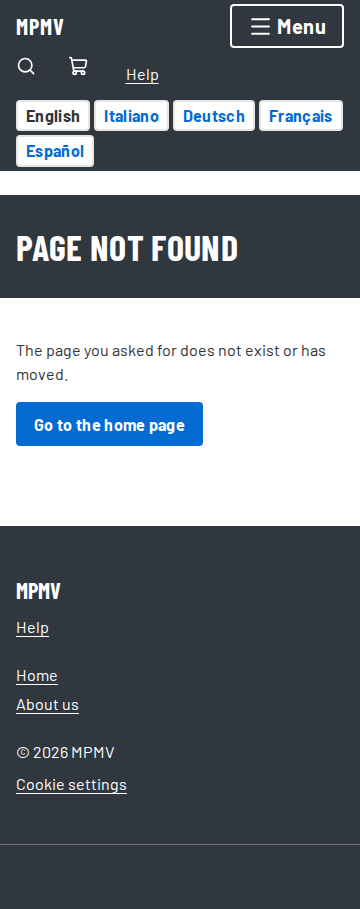 MPMV
Menu
Help
English Italiano Deutsch Français
Español
PAGE NOT FOUND
The page you asked for does not exist or has
moved.
Go to the home page
MPMV
Help
Home
About us
© 2026 MPMV
Cookie settings